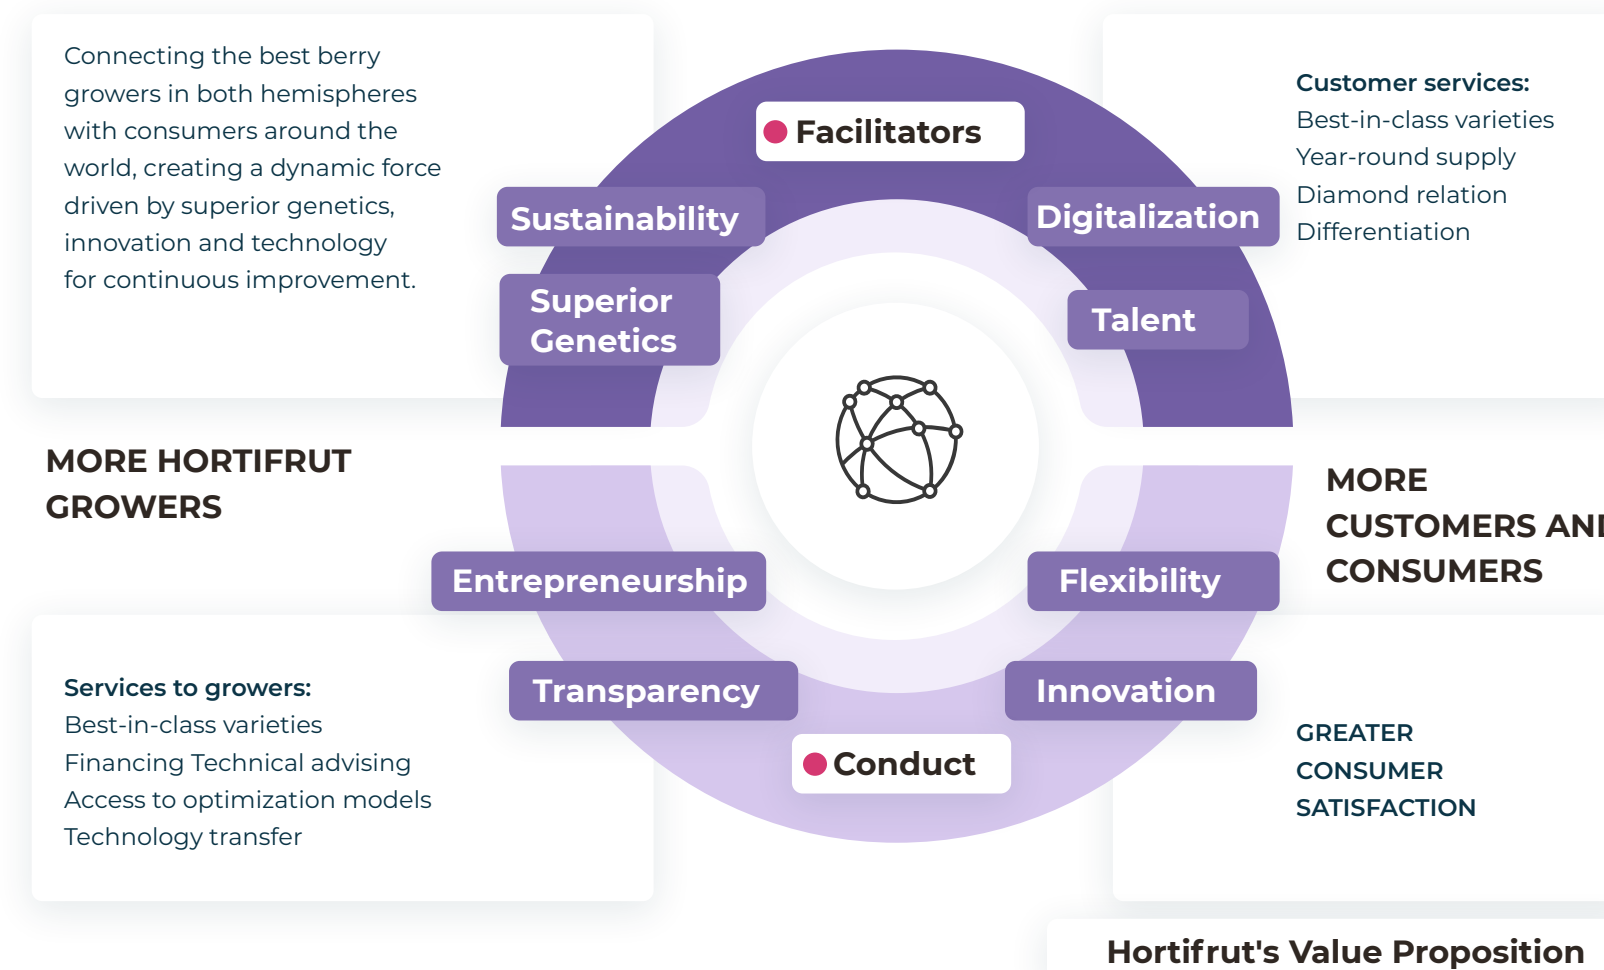 Connecting the best berry
growers in both hemispheres
with consumers around the
world, creating a dynamic force
driven by superior genetics,
innovation and technology
for continuous improvement.
Facilitators
Sustainability
Superior
Genetics
Digitalization
Talent
Customer services:
Best-in-class varieties
Year-round supply
Diamond relation
Differentiation
MORE HORTIFRUT
GROWERS
MORE
CUSTOMERS AND
CONSUMERS
Entrepreneurship
Transparency
Flexibility
Innovation
Conduct
Services to growers:
Best-in-class varieties
Financing Technical advising
Access to optimization models
Technology transfer
GREATER
CONSUMER
SATISFACTION
Hortifrut's Value Proposition